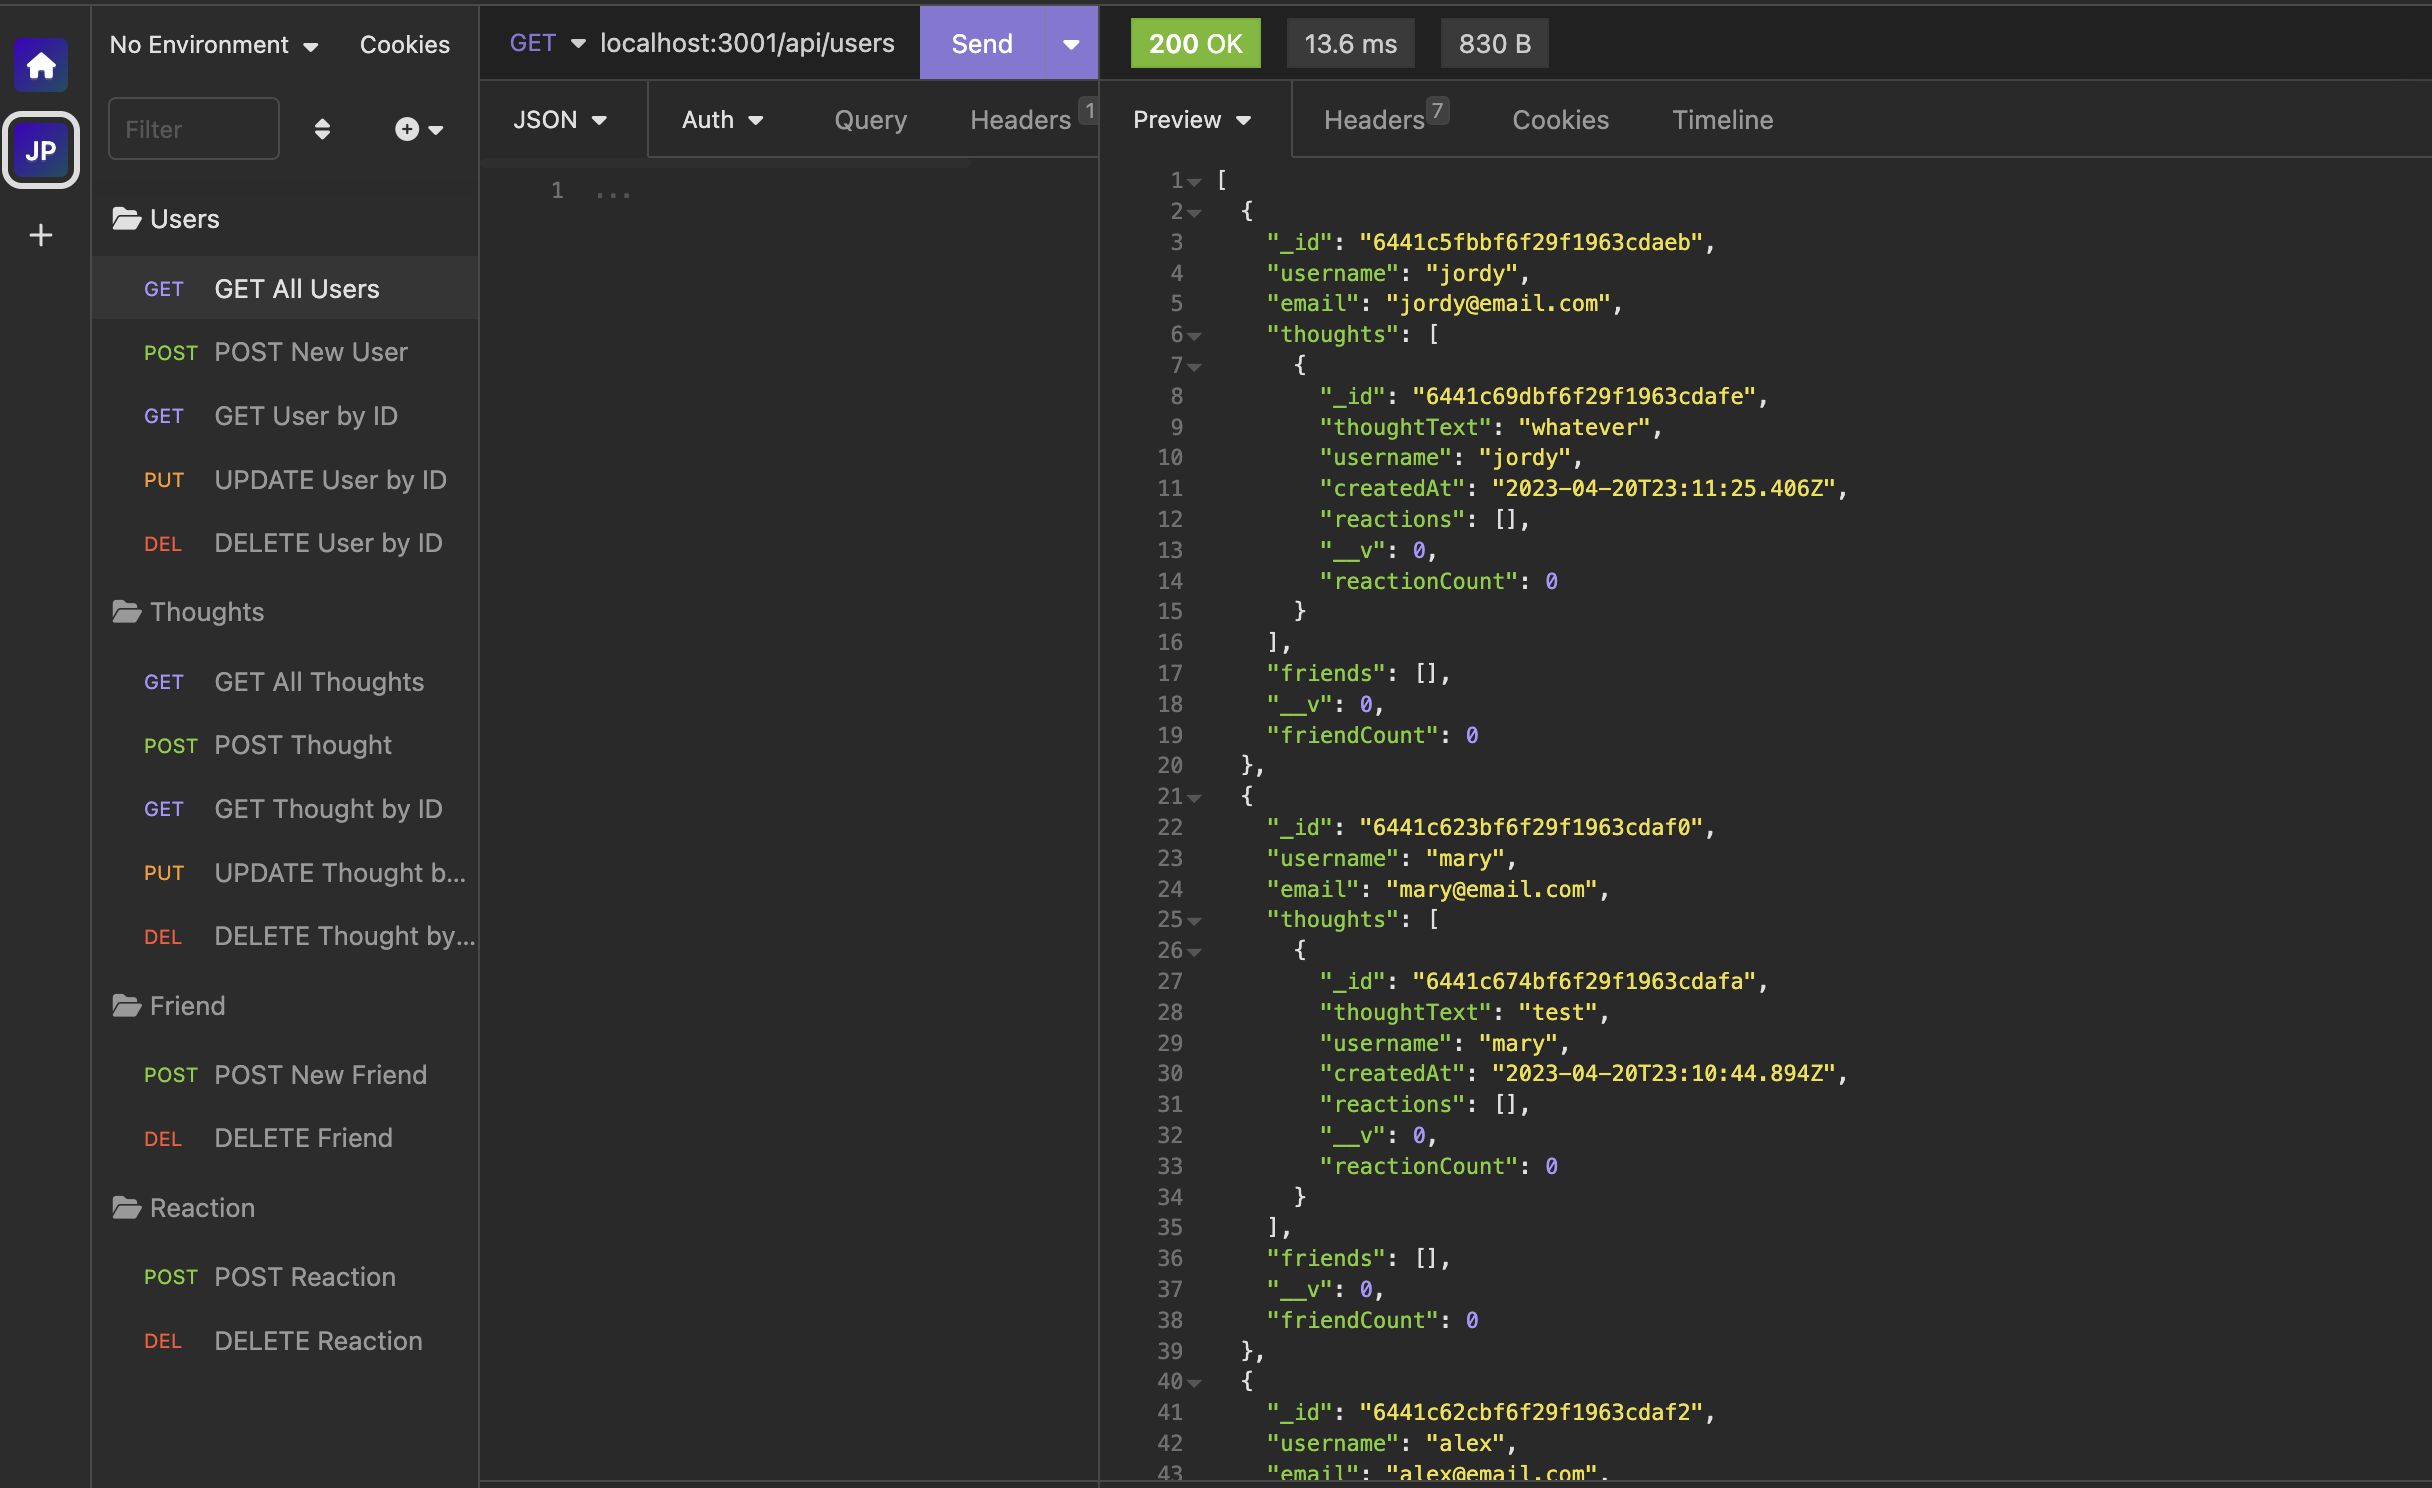 No Environment
Cookies
JP
Filter
Users
GET GET All Users
POST POST New User
GET GET User by ID
PUT UPDATE User by ID
DEL DELETE User by ID
Thoughts
GET GET All Thoughts
POST POST Thought
GET GET Thought by ID
PUT UPDATE Thought b...
DEL DELETE Thought by...
Friend
POST POST New Friend
DEL DELETE Friend
Reaction
POST POST Reaction
DEL DELETE Reaction
GET localhost:3001/api/users Send
JSON Auth Query Headers 1
1 ...
200 OK 13.6 ms 830 B
Preview Headers 7 Cookies Timeline
1 [
2 {
3 "_id": "6441c5fbbf6f29f1963cdaeb",
4 "username": "jordy",
5 "email": "jordy@email.com",
6 "thoughts": [
7 {
8 "_id": "6441c69dbf6f29f1963cdafe",
9 "thoughtText": "whatever",
10 "username": "jordy",
11 "createdAt": "2023-04-20T23:11:25.406Z",
12 "reactions": [],
13 "__v": 0,
14 "reactionCount": 0
15 }
16 ],
17 "friends": [],
18 "__v": 0,
19 "friendCount": 0
20 },
21 {
22 "_id": "6441c623bf6f29f1963cdaf0",
23 "username": "mary",
24 "email": "mary@email.com",
25 "thoughts": [
26 {
27 "_id": "6441c674bf6f29f1963cdafa",
28 "thoughtText": "test",
29 "username": "mary",
30 "createdAt": "2023-04-20T23:10:44.894Z",
31 "reactions": [],
32 "__v": 0,
33 "reactionCount": 0
34 }
35 ],
36 "friends": [],
37 "__v": 0,
38 "friendCount": 0
39 },
40 {
41 "_id": "6441c62cbf6f29f1963cdaf2",
42 "username": "alex",
43 "email": "alex@email.com",